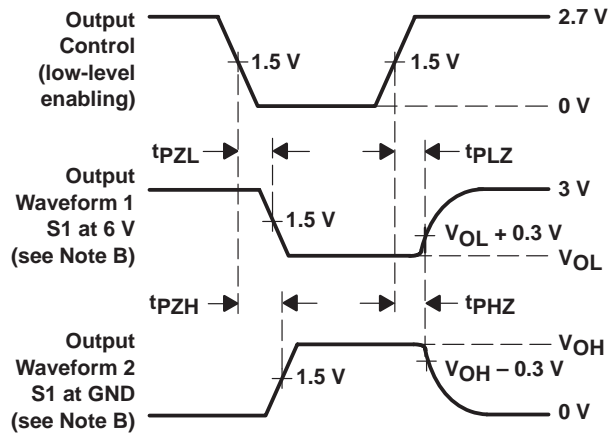 Output
Control
(low-level
enabling)
1.5 V
1.5 V
2.7 V
0 V
tPZL
tPLZ
Output
Waveform 1
S1 at 6 V
(see Note B)
1.5 V
3 V
VOL + 0.3 V
VOL
tPZH
tPHZ
Output
Waveform 2
S1 at GND
(see Note B)
1.5 V
VOH
VOH – 0.3 V
0 V